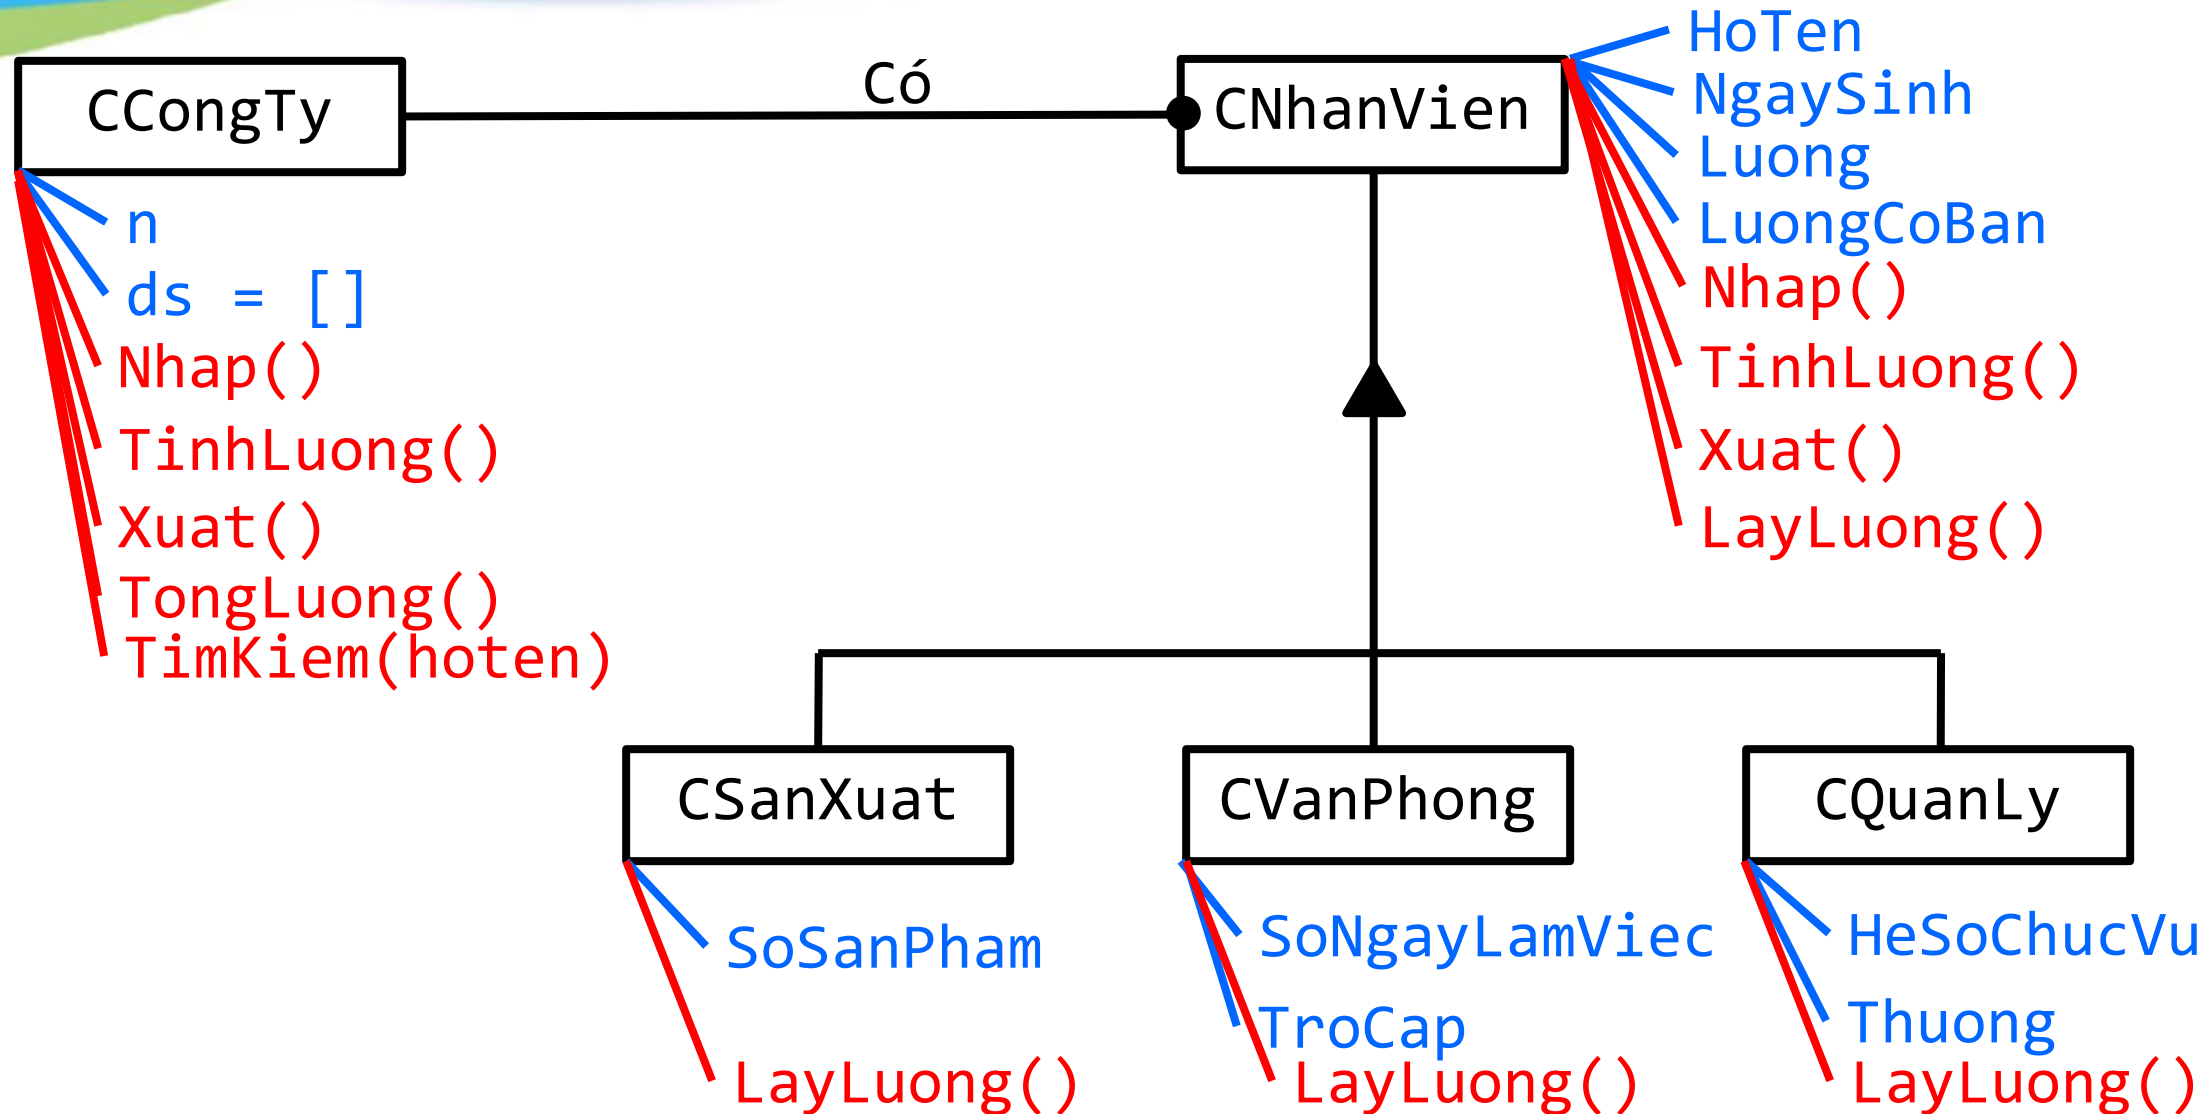 CCongTy
n
ds = []
Nhap()
TinhLuong()
Xuat()
TongLuong()
TimKiem(hoten)
Có
CNhanVien
HoTen
NgaySinh
Luong
LuongCoBan
Nhap()
TinhLuong()
Xuat()
LayLuong()
CSanXuat
SoSanPham
LayLuong()
CVanPhong
SoNgayLamViec
TroCap
LayLuong()
CQuanLy
HeSoChucVu
Thuong
LayLuong()